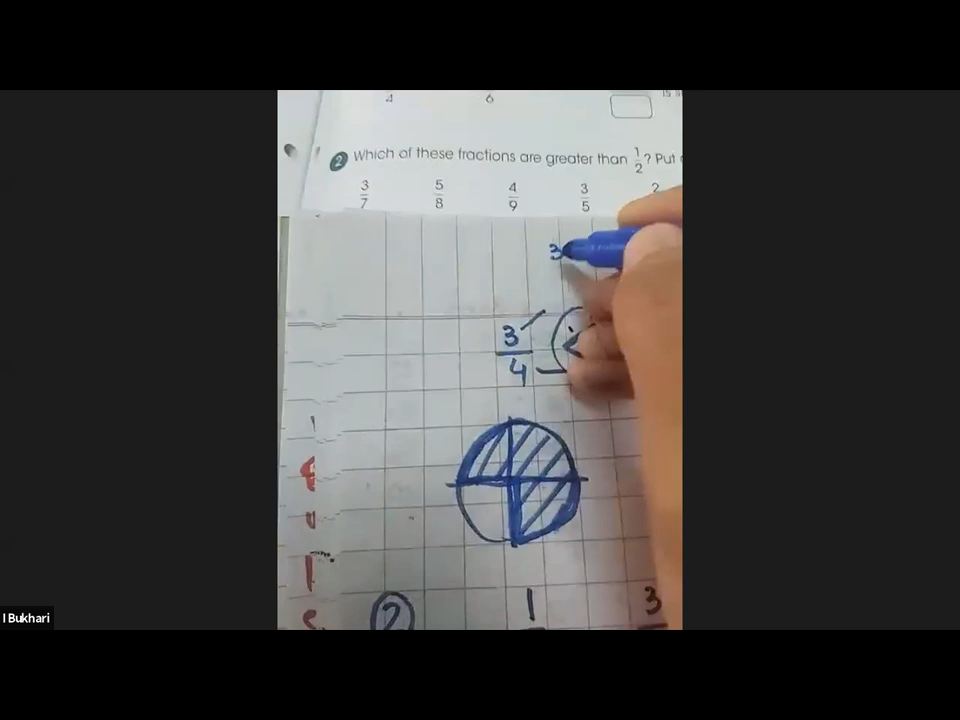 4 6
2 Which of these fractions are greater than 1/2? Put
3/7 5/8 4/9 3/5 2
3
3/4 <
2 1 3
I Bukhari